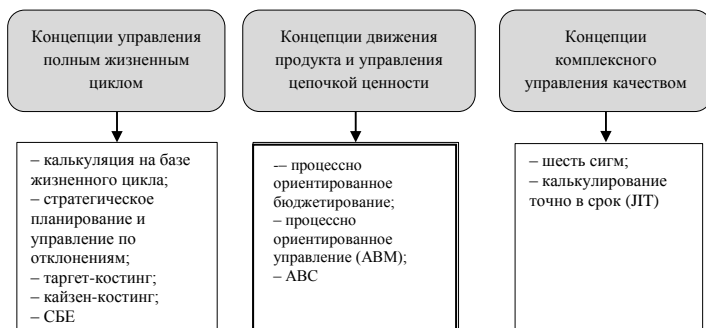 Концепции управления
полным жизненным
циклом
Концепции движения
продукта и управления
цепочкой ценности
Концепции
комплексного
управления качеством
– калькуляция на базе
жизненного цикла;
– стратегическое
планирование и
управление по
отклонениям;
– таргет-костинг;
– кайзен-костинг;
– СБЕ
-– процессно
ориентированное
бюджетирование;
– процессно
ориентированное
управление (АВМ);
– АВС
– шесть сигм;
– калькулирование
точно в срок (JIT)